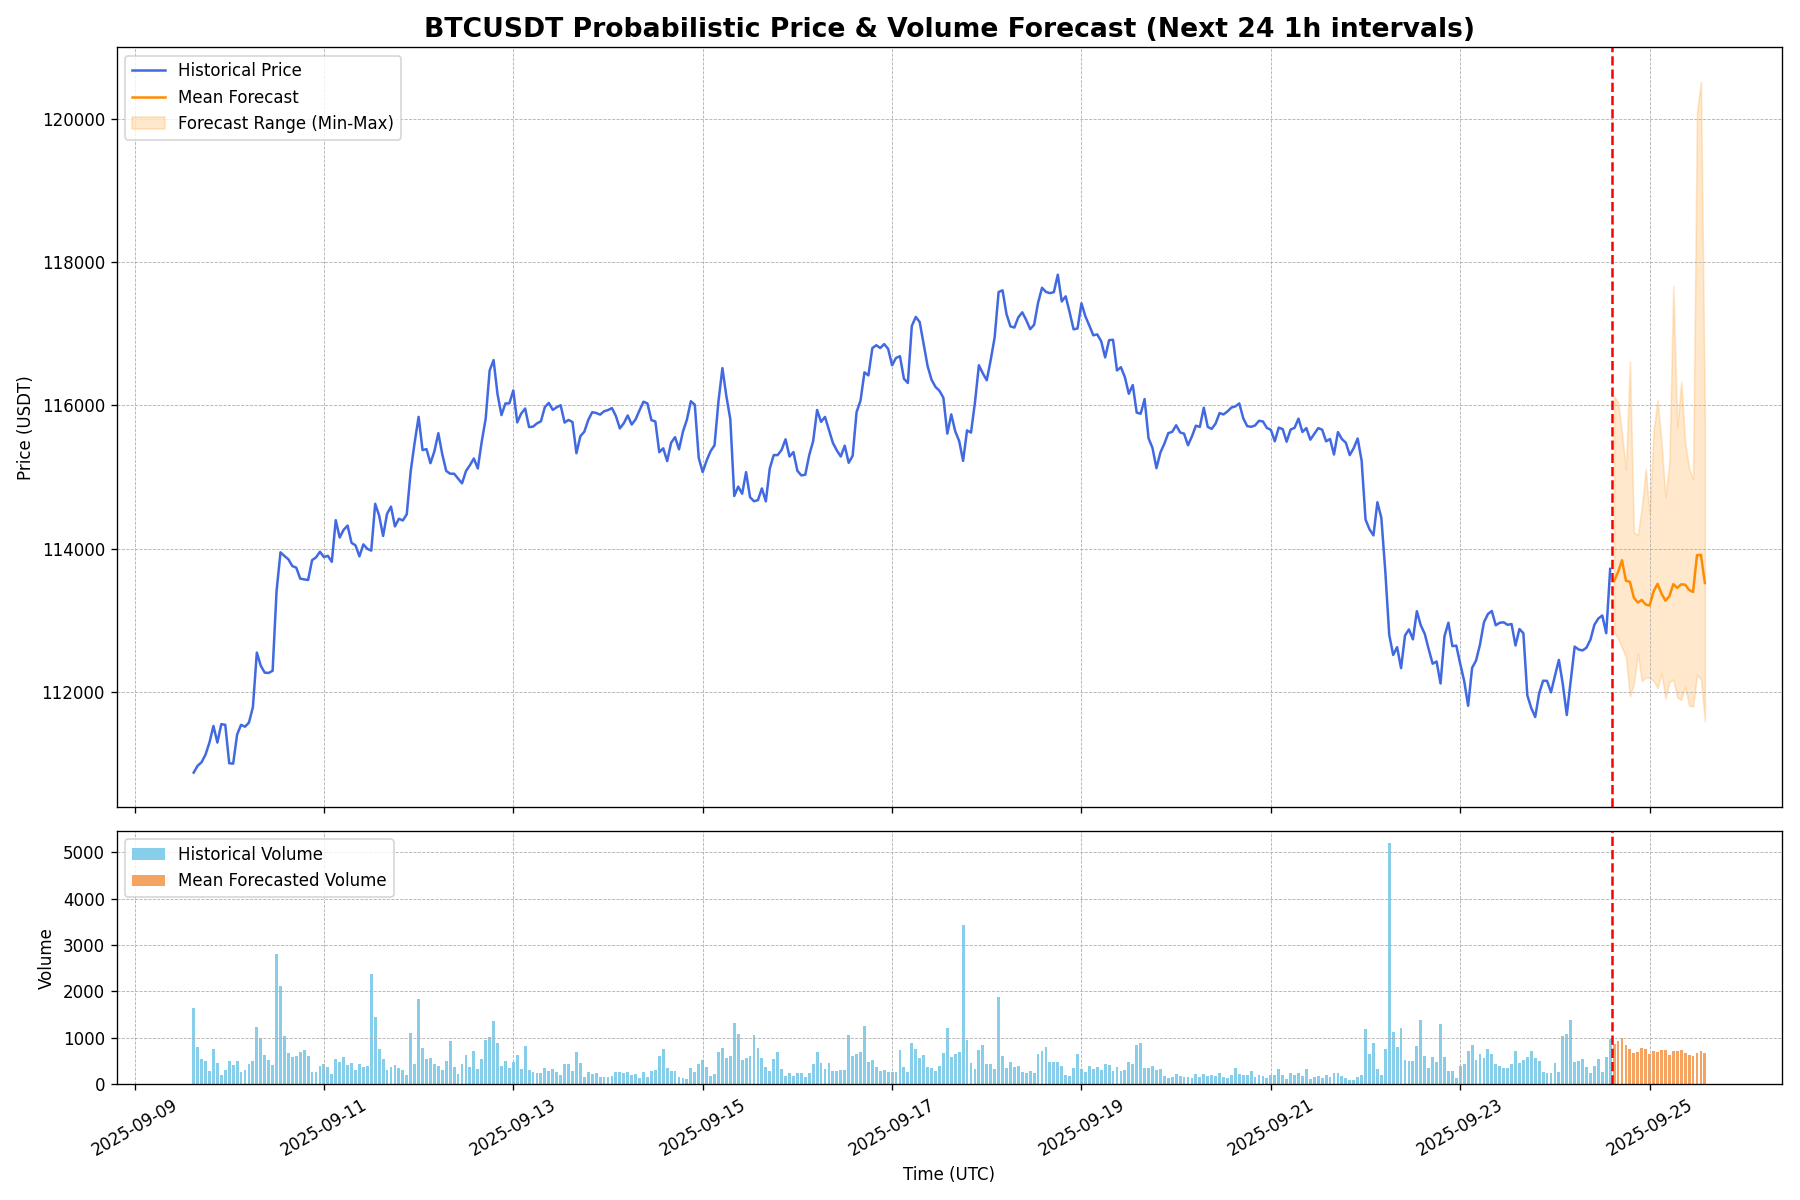 BTCUSDT Probabilistic Price & Volume Forecast (Next 24 1h intervals)
Historical Price
Mean Forecast
Forecast Range (Min-Max)
120000
118000
116000
114000
112000
Price (USDT)
Historical Volume
Mean Forecasted Volume
5000
4000
3000
2000
1000
0
Volume
2025-09-09
2025-09-11
2025-09-13
2025-09-15
2025-09-17
2025-09-19
2025-09-21
2025-09-23
2025-09-25
Time (UTC)